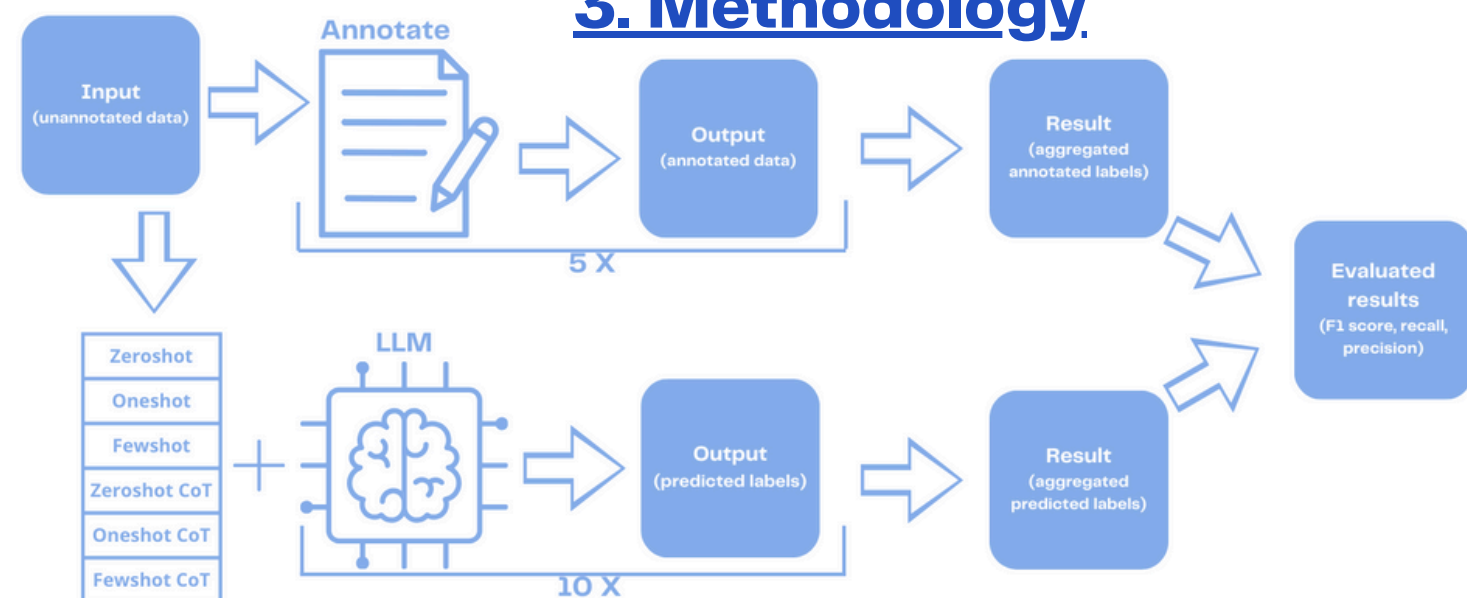 3. Methodology
Annotate
Input
(unannotated data)
Output
(annotated data)
Result
(aggregated
annotated labels)
5 X
Evaluated
results
(F1 score, recall,
precision)
LLM
Zeroshot
Oneshot
Fewshot
Zeroshot CoT
Oneshot CoT
Fewshot CoT
Output
(predicted labels)
Result
(aggregated
predicted labels)
10 X